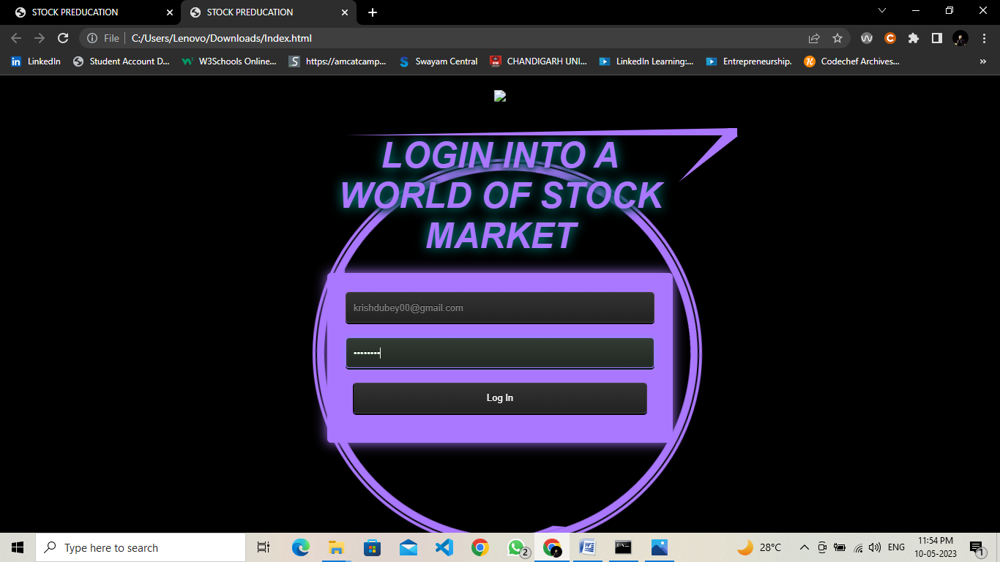 STOCK PREDUCATION
STOCK PREDUCATION
File
C:/Users/Lenovo/Downloads/Index.html
LinkedIn
Student Account D...
W3Schools Online...
https://amcatcamp...
Swayam Central
CHANDIGARH UNI...
LinkedIn Learning:...
Entrepreneurship.
Codechef Archives...
»
LOGIN INTO A
WORLD OF STOCK
MARKET
krishdubey00@gmail.com
••••••••
Log In
Type here to search
2
28°C
ENG
11:54 PM
10-05-2023
1